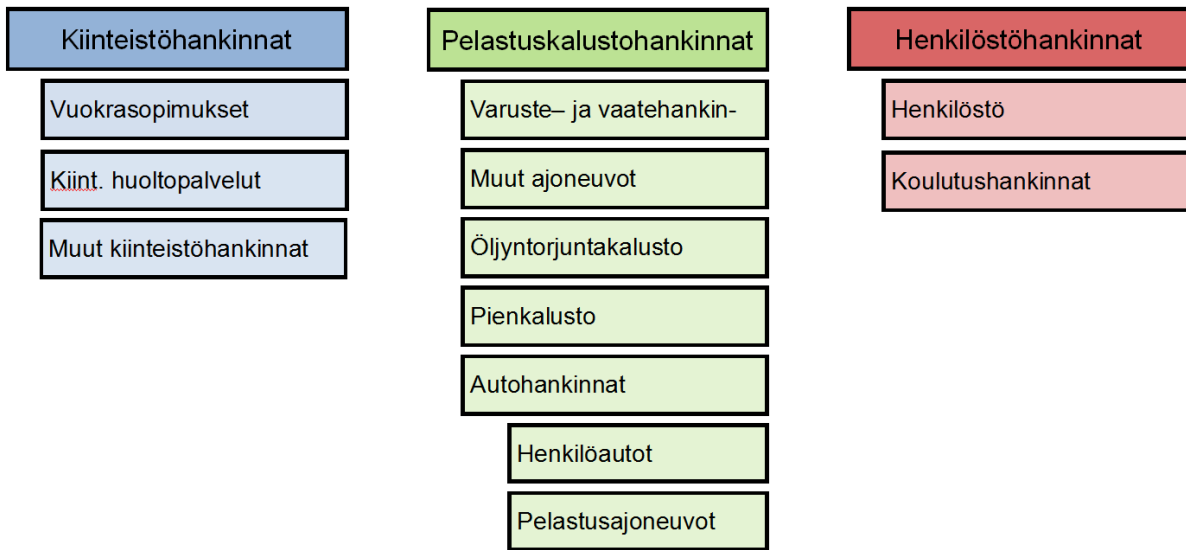 Kiinteistöhankinnat
Vuokrasopimukset
Kiint. huoltopalvelut
Muut kiinteistöhankinnat
Pelastuskalustohankinnat
Varuste– ja vaatehankin-
Muut ajoneuvot
Öljyntorjuntakalusto
Pienkalusto
Autohankinnat
Henkilöautot
Pelastusajoneuvot
Henkilöstöhankinnat
Henkilöstö
Koulutushankinnat